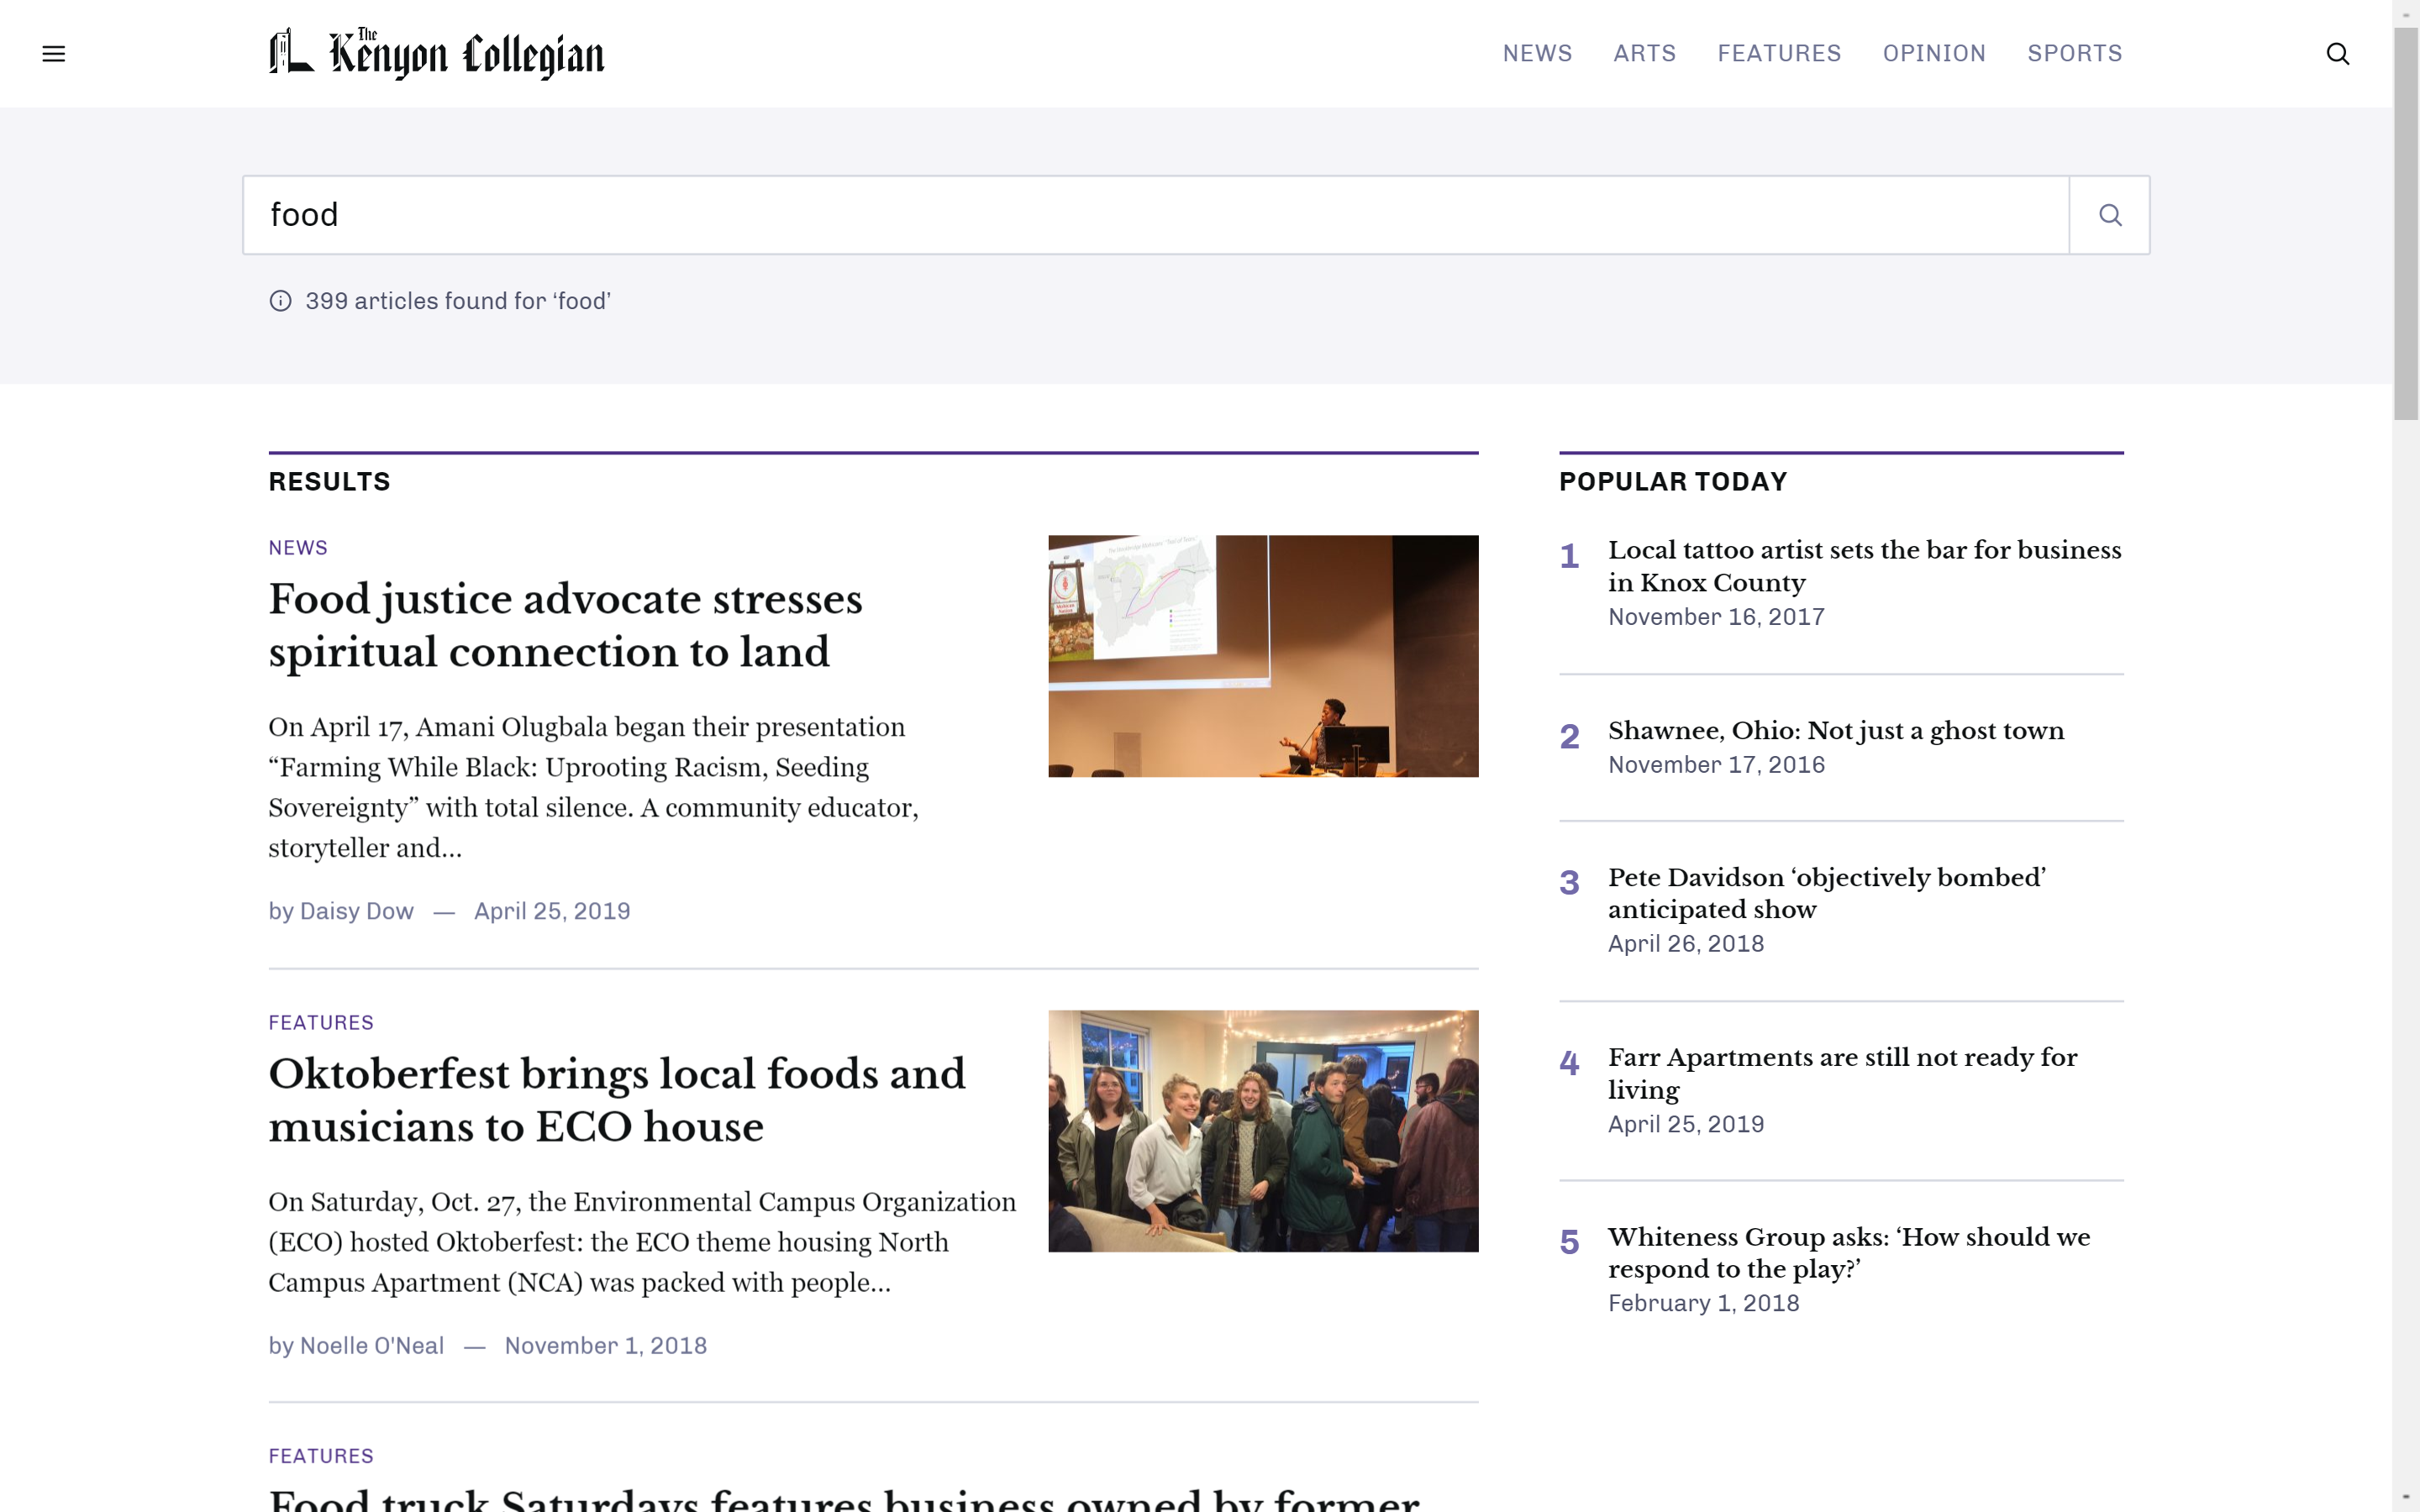 The Kenyon Collegian
NEWS ARTS FEATURES OPINION SPORTS
food
399 articles found for ‘food’
RESULTS
NEWS
Food justice advocate stresses
spiritual connection to land
On April 17, Amani Olugbala began their presentation
“Farming While Black: Uprooting Racism, Seeding
Sovereignty” with total silence. A community educator,
storyteller and...
by Daisy Dow — April 25, 2019
FEATURES
Oktoberfest brings local foods and
musicians to ECO house
On Saturday, Oct. 27, the Environmental Campus Organization
(ECO) hosted Oktoberfest: the ECO theme housing North
Campus Apartment (NCA) was packed with people...
by Noelle O'Neal — November 1, 2018
FEATURES
Food truck Saturdays features business owned by former
POPULAR TODAY
1
Local tattoo artist sets the bar for business
in Knox County
November 16, 2017
2
Shawnee, Ohio: Not just a ghost town
November 17, 2016
3
Pete Davidson ‘objectively bombed’
anticipated show
April 26, 2018
4
Farr Apartments are still not ready for
living
April 25, 2019
5
Whiteness Group asks: ‘How should we
respond to the play?’
February 1, 2018